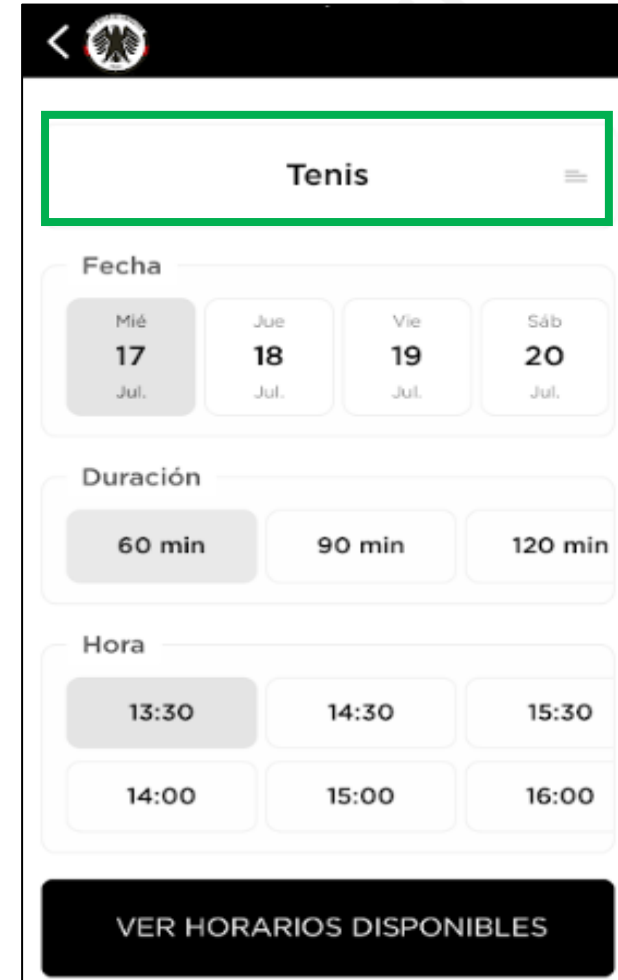 Tenis
Fecha
Mié Jue Vie Sáb
17 18 19 20
Jul. Jul. Jul. Jul.
Duración
60 min 90 min 120 min
Hora
13:30 14:30 15:30
14:00 15:00 16:00
VER HORARIOS DISPONIBLES